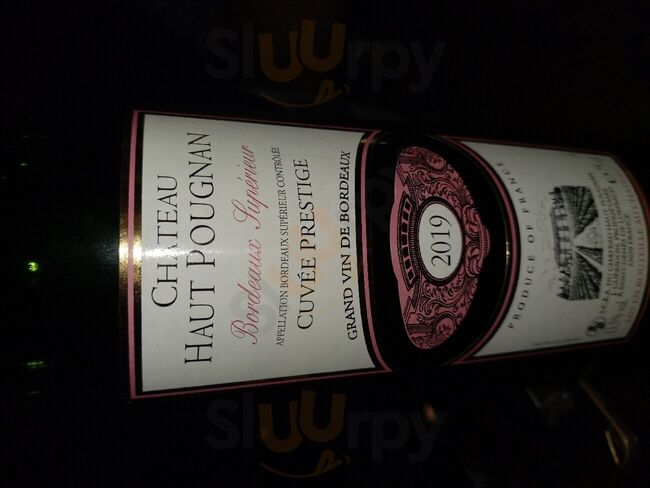 CHÂTEAU
HAUT POUGNAN
Bordeaux Supérieur
APPELLATION BORDEAUX SUPÉRIEUR CONTRÔLÉE
CUVÉE PRESTIGE
GRAND VIN DE BORDEAUX
2019
PRODUCE OF FRANCE
Sluurpy
Sluurpy